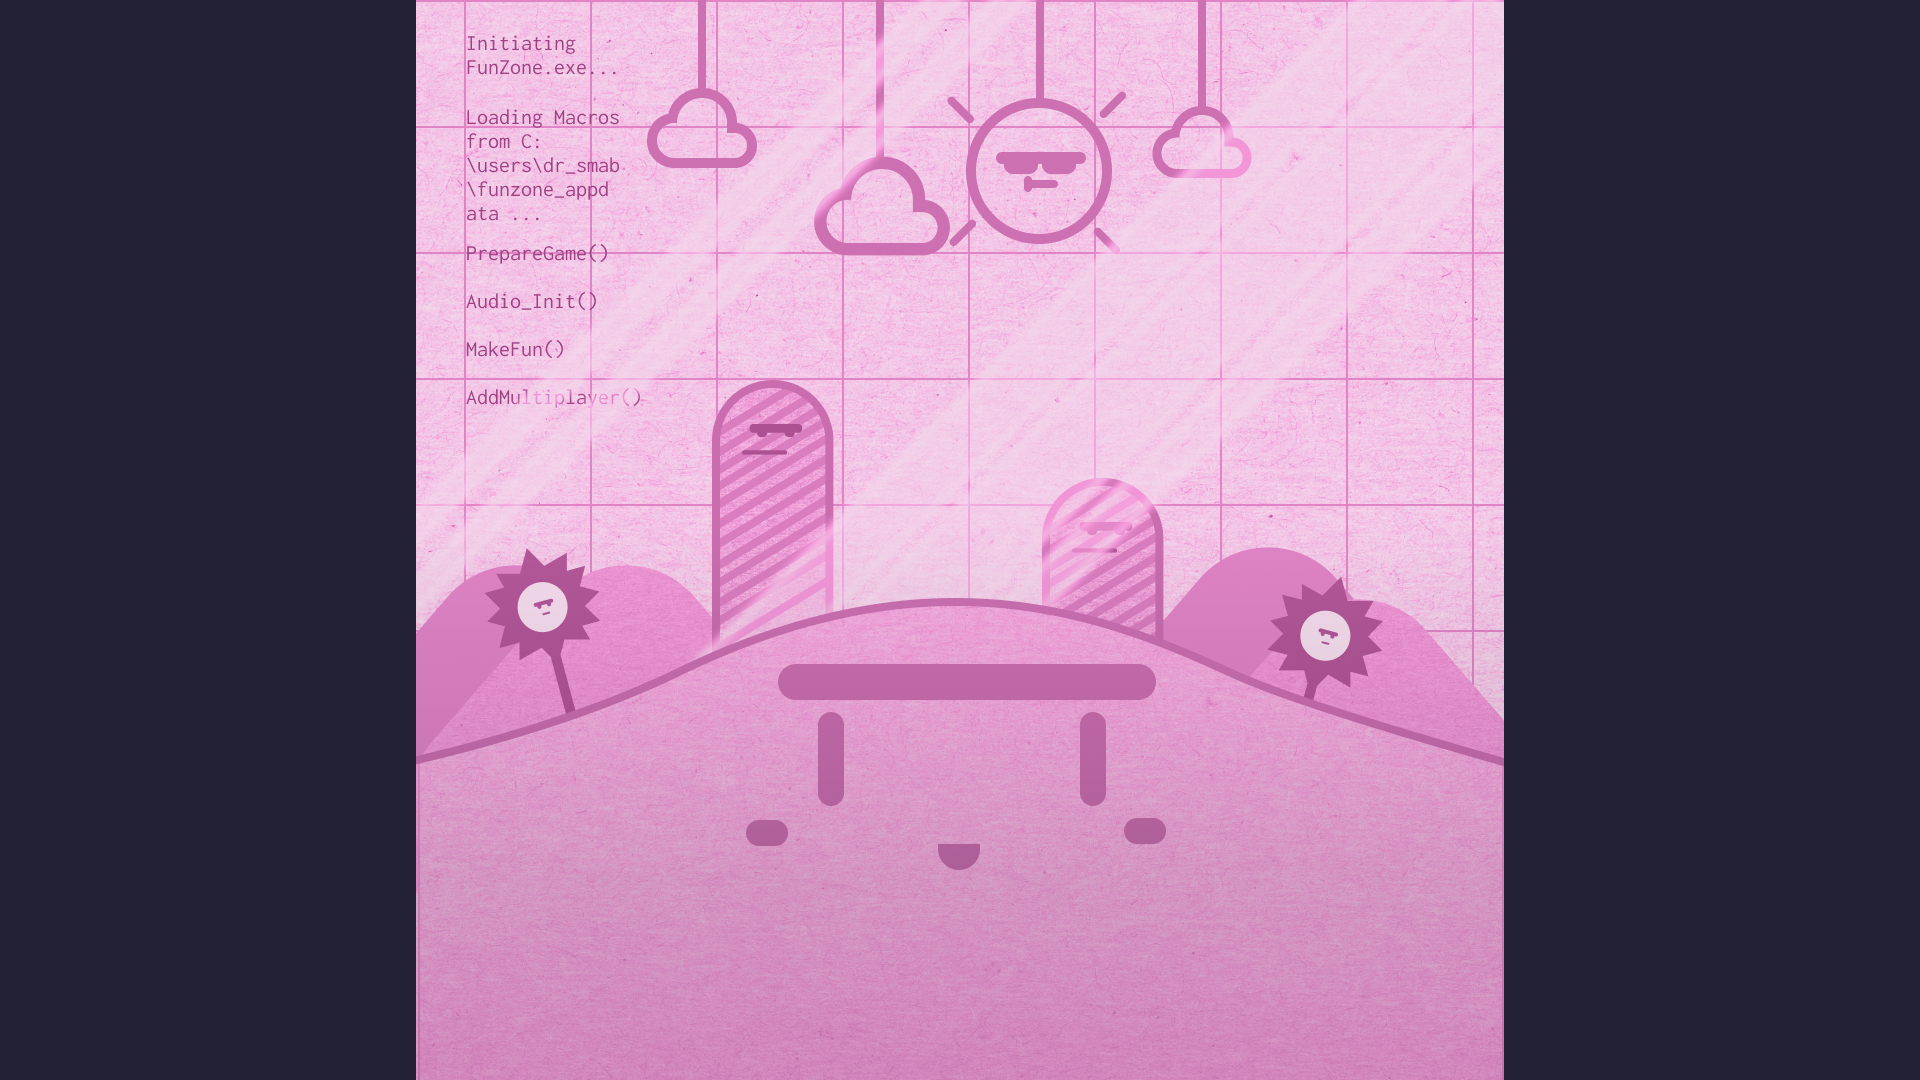 Initiating
FunZone.exe...
Loading Macros
from C:
\users\dr_smab
\funzone_appd
ata ...
PrepareGame()
Audio_Init()
MakeFun()
AddMultiplayer()